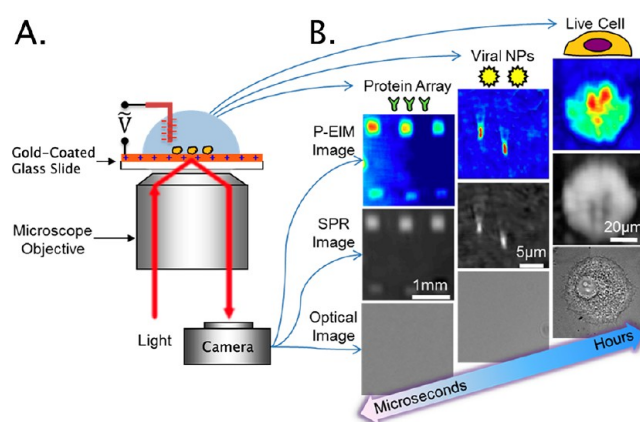 A.
B.
Live Cell
Viral NPs
Protein Array
P-EIM
Image
Ṽ
Gold-Coated
Glass Slide
SPR
Image
Microscope
Objective
20µm
5µm
1mm
Optical
Image
Light
Camera
Hours
Microseconds